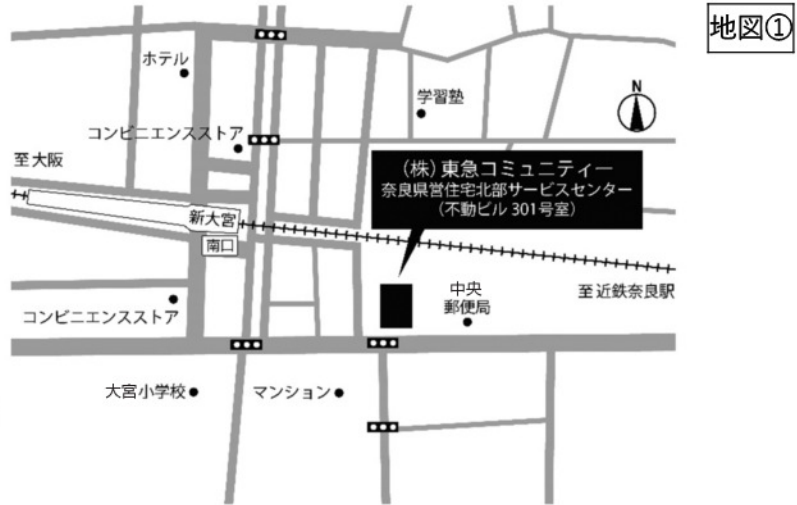 地図①
ホテル
学習塾
N
コンビニエンスストア
至大阪
(株)東急コミュニティー
奈良県営住宅北部サービスセンター
(不動ビル 301号室)
新大宮
南口
中央
郵便局
至近鉄奈良駅
コンビニエンスストア
大宮小学校
マンション